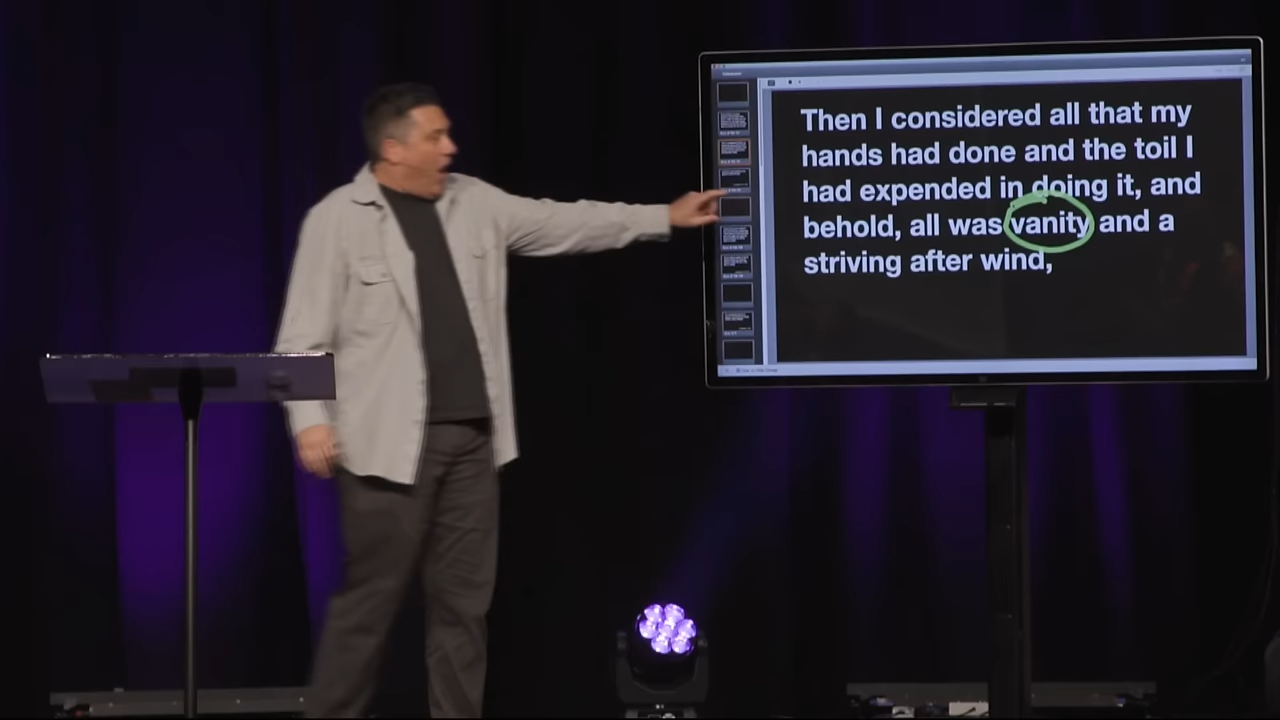 Then I considered all that my
hands had done and the toil I
had expended in doing it, and
behold, all was vanity and a
striving after wind,